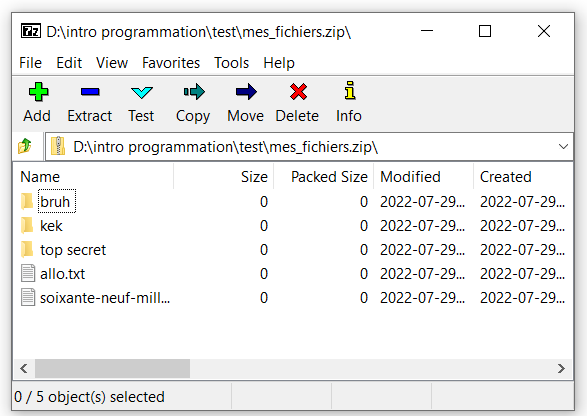 7z D:\intro programmation\test\mes_fichiers.zip\
File Edit View Favorites Tools Help
Add Extract Test Copy Move Delete Info
D:\intro programmation\test\mes_fichiers.zip\
Name Size Packed Size Modified Created
bruh 0 0 2022-07-29... 2022-07-29...
kek 0 0 2022-07-29... 2022-07-29...
top secret 0 0 2022-07-29... 2022-07-29...
allo.txt 0 0 2022-07-29... 2022-07-29...
soixante-neuf-mill... 0 0 2022-07-29... 2022-07-29...
0 / 5 object(s) selected